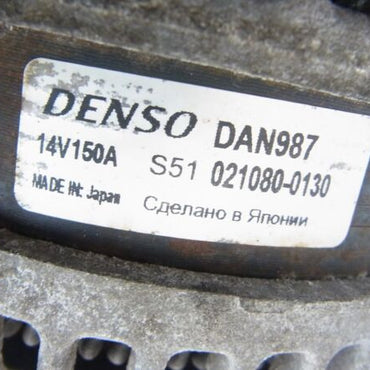 DENSO DAN987
14V150A S51 021080-0130
MADE IN: Japan Сделано в Японии